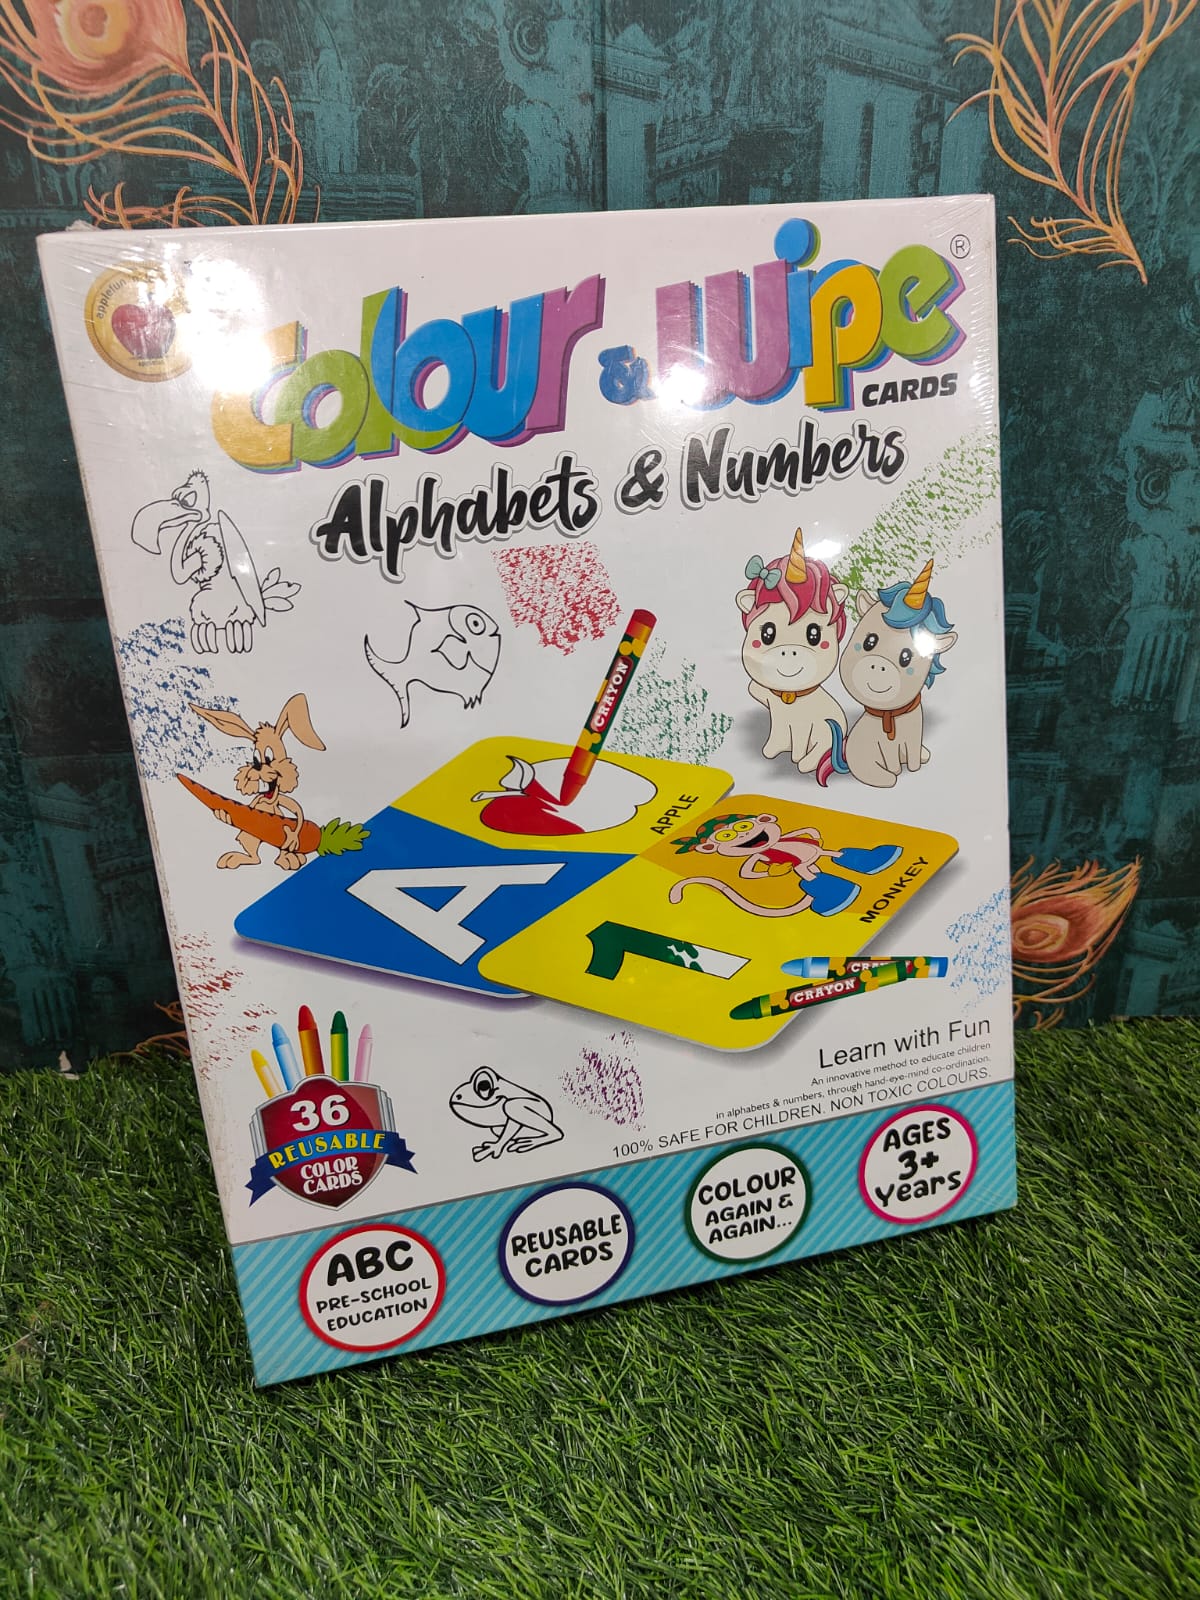 applefun
Colour & Wipe ®
CARDS
Alphabets & Numbers
CRAYON
APPLE
A
MONKEY
1
CRAYON
CRAYON
Learn with Fun
An innovative method to educate children
in alphabets & numbers, through hand-eye-mind co-ordination.
100% SAFE FOR CHILDREN. NON TOXIC COLOURS.
36
REUSABLE
COLOR
CARDS
ABC
PRE-SCHOOL
EDUCATION
REUSABLE
CARDS
COLOUR
AGAIN &
AGAIN...
AGES
3+
Years